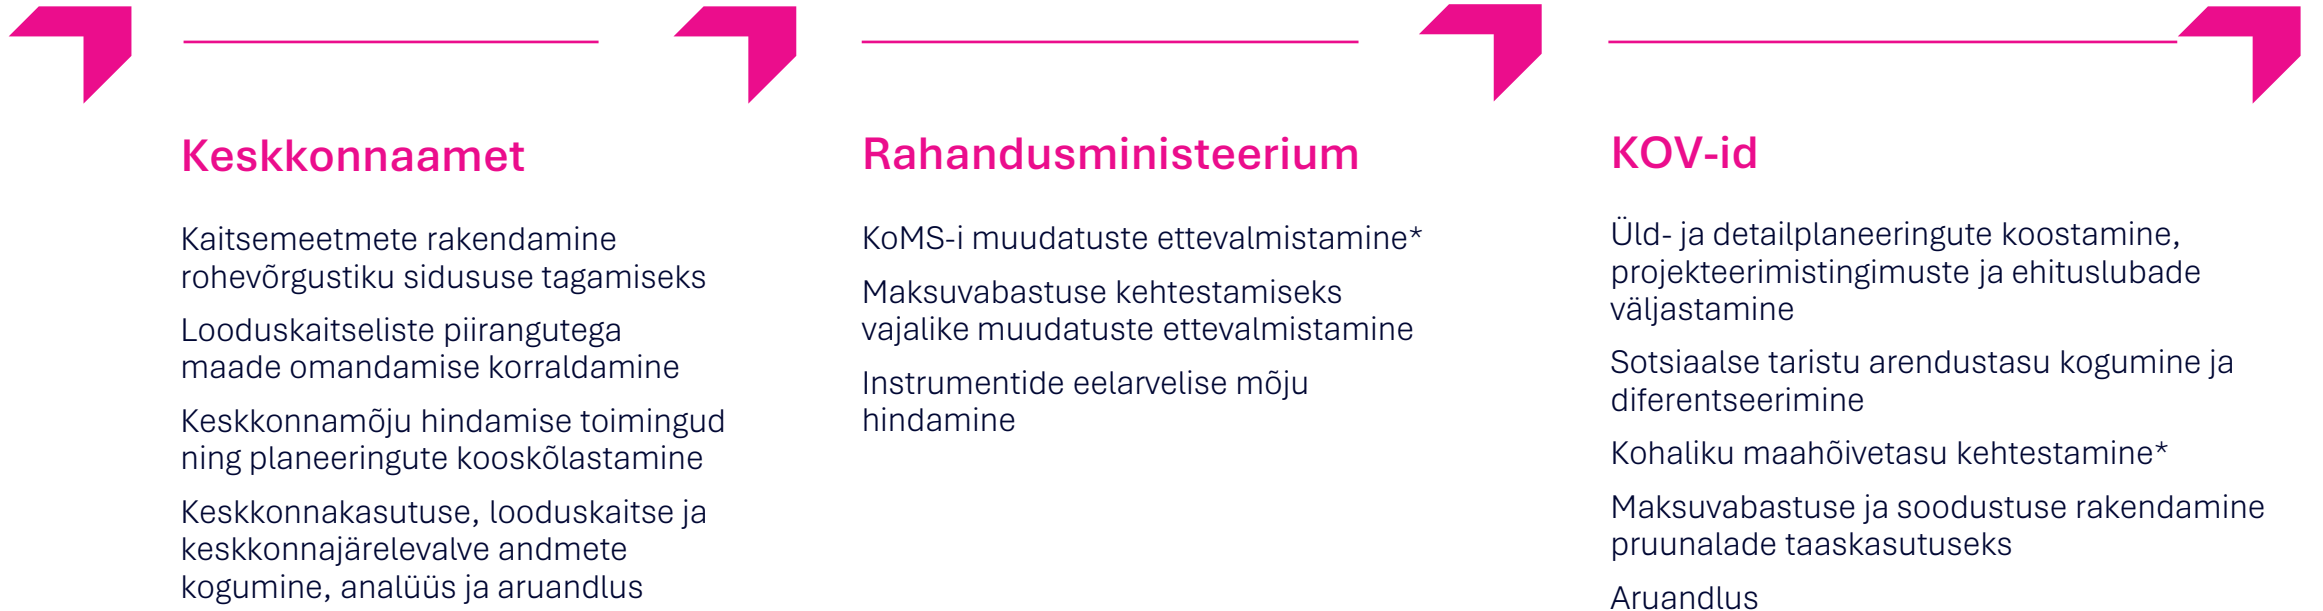 Keskkonnaamet
Kaitsemeetmete rakendamine
rohevõrgustiku sidususe tagamiseks
Looduskaitseliste piirangutega
maade omandamise korraldamine
Keskkonnamõju hindamise toimingud
ning planeeringute kooskõlastamine
Keskkonnakasutuse, looduskaitse ja
keskkonnajärelevalve andmete
kogumine, analüüs ja aruandlus
Rahandusministeerium
KoMS-i muudatuste ettevalmistamine*
Maksuvabastuse kehtestamiseks
vajalike muudatuste ettevalmistamine
Instrumentide eelarvelise mõju
hindamine
KOV-id
Üld- ja detailplaneeringute koostamine,
projekteerimistingimuste ja ehituslubade
väljastamine
Sotsiaalse taristu arendustasu kogumine ja
diferentseerimine
Kohaliku maahõivetasu kehtestamine*
Maksuvabastuse ja soodustuse rakendamine
pruunalade taaskasutuseks
Aruandlus